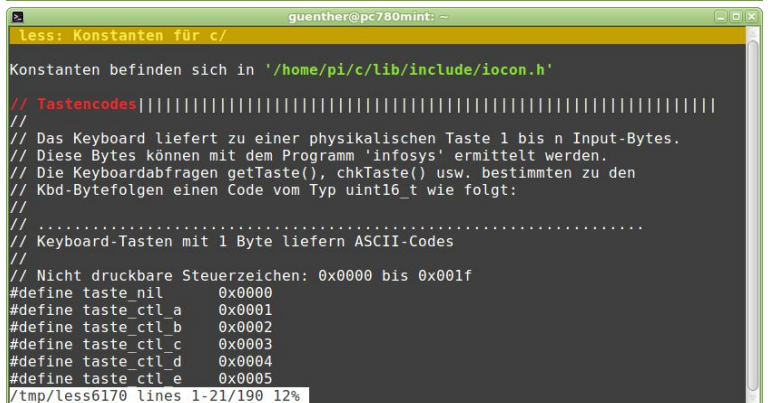 guenther@pc780mint: ~
less: Konstanten für c/
Konstanten befinden sich in '/home/pi/c/lib/include/iocon.h'
// Tastencodes||||||||||||||||||||||||||||||||||||||||||||||||||||||||||||||||
//
// Das Keyboard liefert zu einer physikalischen Taste 1 bis n Input-Bytes.
// Diese Bytes können mit dem Programm 'infosys' ermittelt werden.
// Die Keyboardabfragen getTaste(), chkTaste() usw. bestimmten zu den
// Kbd-Bytefolgen einen Code vom Typ uint16_t wie folgt:
//
// ...................................................................
// Keyboard-Tasten mit 1 Byte liefern ASCII-Codes
//
// Nicht druckbare Steuerzeichen: 0x0000 bis 0x001f
#define taste_nil      0x0000
#define taste_ctl_a    0x0001
#define taste_ctl_b    0x0002
#define taste_ctl_c    0x0003
#define taste_ctl_d    0x0004
#define taste_ctl_e    0x0005
/tmp/less6170 lines 1-21/190 12%